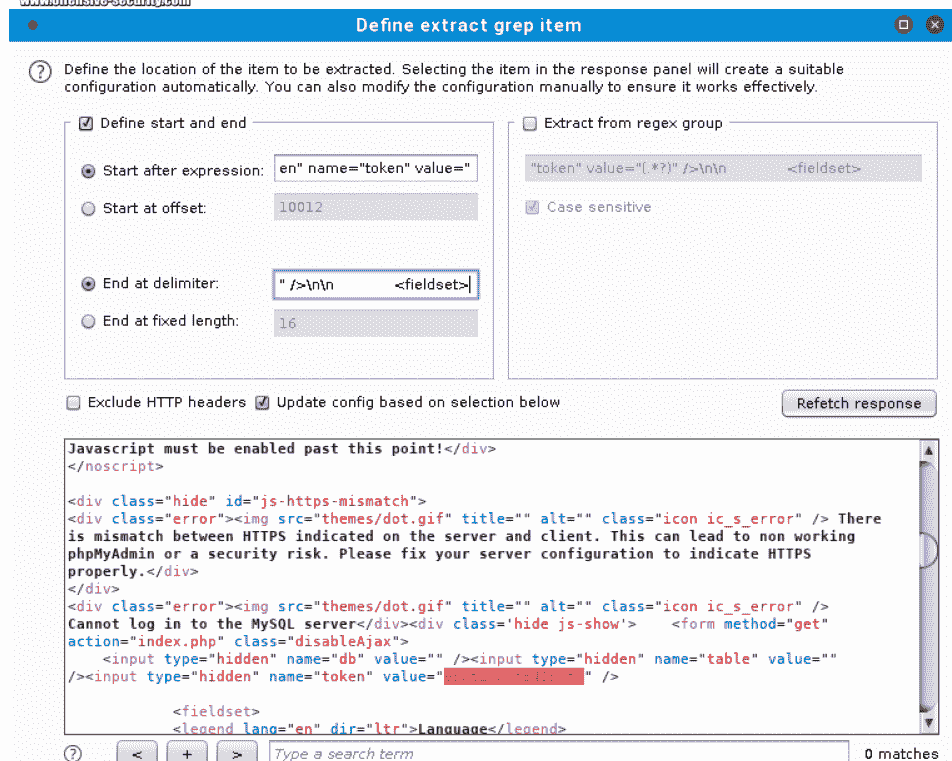 www.offensive-security.com
Define extract grep item
Define the location of the item to be extracted. Selecting the item in the response panel will create a suitable
configuration automatically. You can also modify the configuration manually to ensure it works effectively.
Define start and end
Extract from regex group
Start after expression:
en" name="token" value="
"token" value="(.*?)" />\n\n            <fieldset>
Start at offset:
10012
Case sensitive
End at delimiter:
" />\n\n            <fieldset>
End at fixed length:
16
Exclude HTTP headers
Update config based on selection below
Refetch response
Javascript must be enabled past this point!</div>
</noscript>
<div class="hide" id="js-https-mismatch">
<div class="error"><img src="themes/dot.gif" title="" alt="" class="icon ic_s_error" /> There
is mismatch between HTTPS indicated on the server and client. This can lead to non working
phpMyAdmin or a security risk. Please fix your server configuration to indicate HTTPS
properly.</div>
</div>
<div class="error"><img src="themes/dot.gif" title="" alt="" class="icon ic_s_error" />
Cannot log in to the MySQL server</div><div class='hide js-show'>    <form method="get"
action="index.php" class="disableAjax">
    <input type="hidden" name="db" value="" /><input type="hidden" name="table" value=""
/><input type="hidden" name="token" value="" />
            <fieldset>
            <legend lang="en" dir="ltr">Language</legend>
?
<
+
>
Type a search term
0 matches